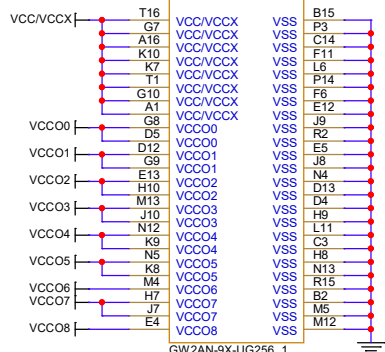 VCC/VCCX T16 VCC/VCCX VSS B15
G7 VCC/VCCX VSS P3
A16 VCC/VCCX VSS C14
K10 VCC/VCCX VSS F11
K7 VCC/VCCX VSS L6
T1 VCC/VCCX VSS P14
G10 VCC/VCCX VSS F6
A1 VCC/VCCX VSS E12
VCCO0 G8 VCCO0 VSS J9
D5 VCCO0 VSS R2
VCCO1 D12 VCCO1 VSS E5
G9 VCCO1 VSS J8
VCCO2 E13 VCCO2 VSS N4
H10 VCCO2 VSS D13
VCCO3 M13 VCCO3 VSS D4
J10 VCCO3 VSS H9
VCCO4 N12 VCCO4 VSS L11
K9 VCCO4 VSS C3
VCCO5 N5 VCCO5 VSS H8
K8 VCCO5 VSS N13
VCCO6 M4 VCCO6 VSS R15
VCCO7 H7 VCCO7 VSS B2
J7 VCCO7 VSS M5
VCCO8 E4 VCCO8 VSS M12
GW2AN-9X-UG256_1